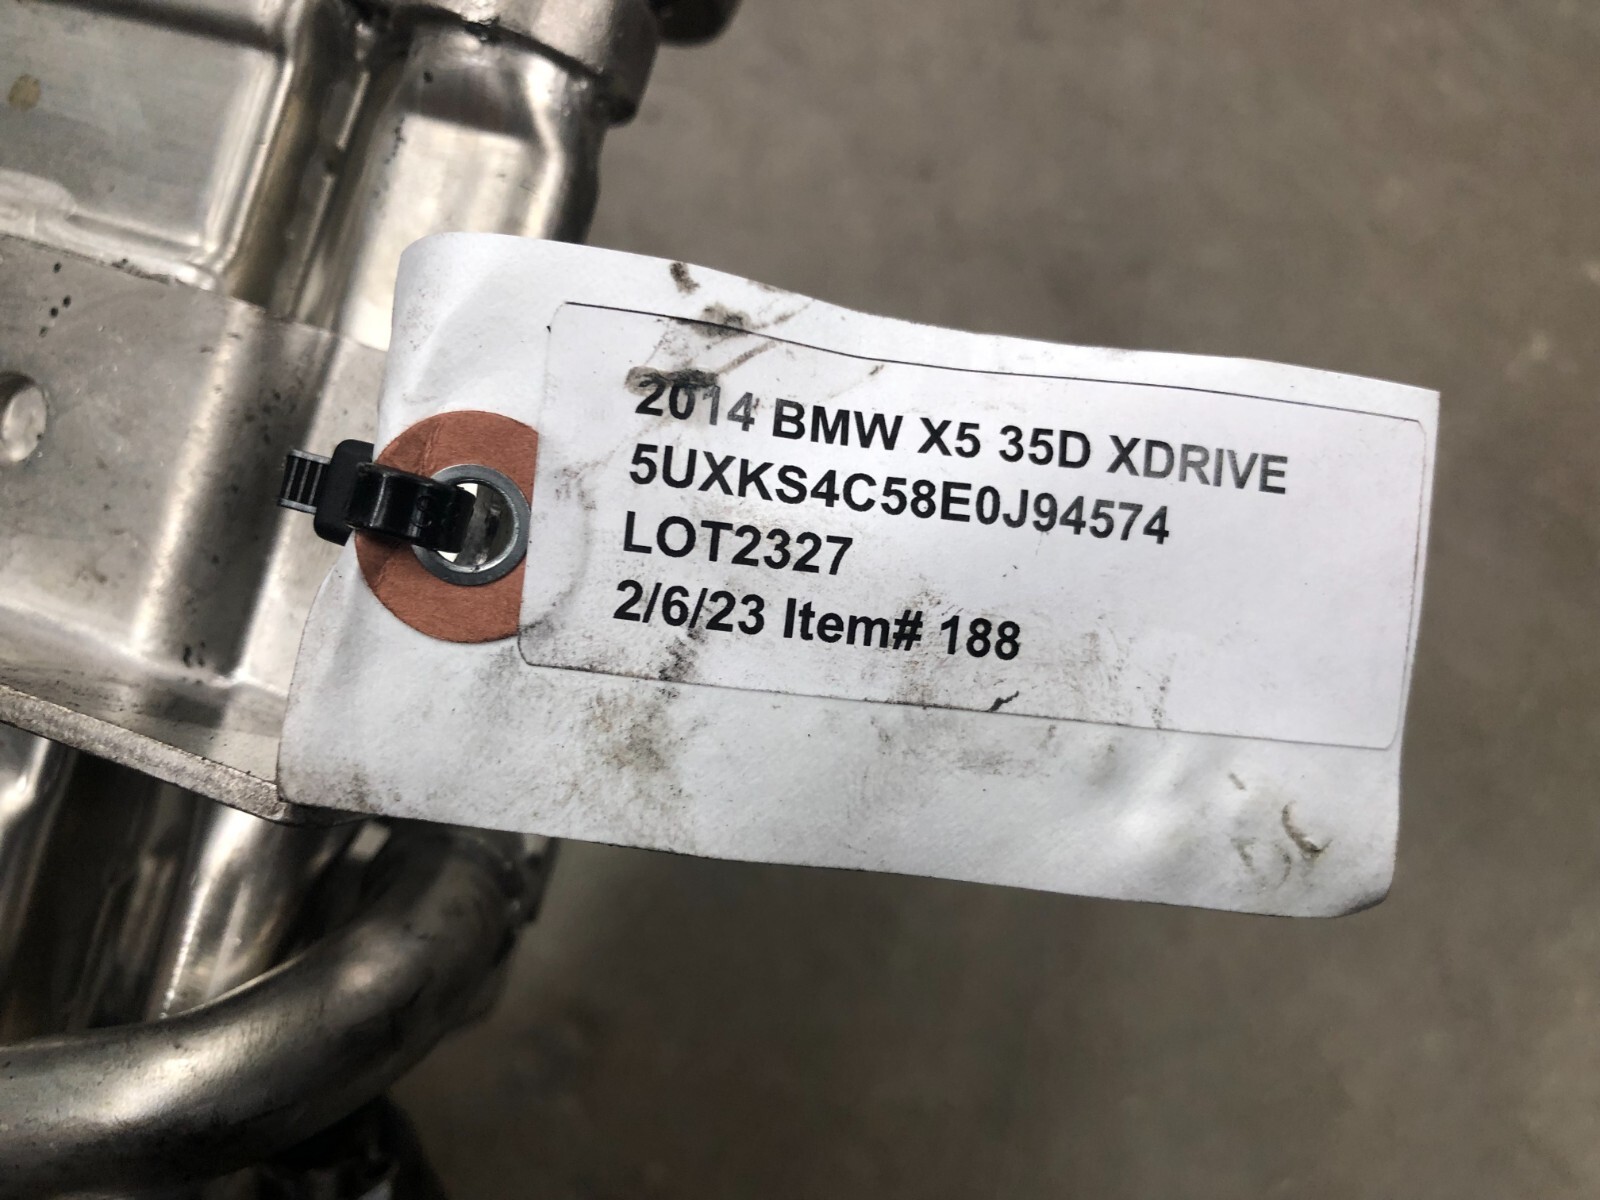 2014 BMW X5 35D XDRIVE
5UXKS4C58E0J94574
LOT2327
2/6/23 Item# 188